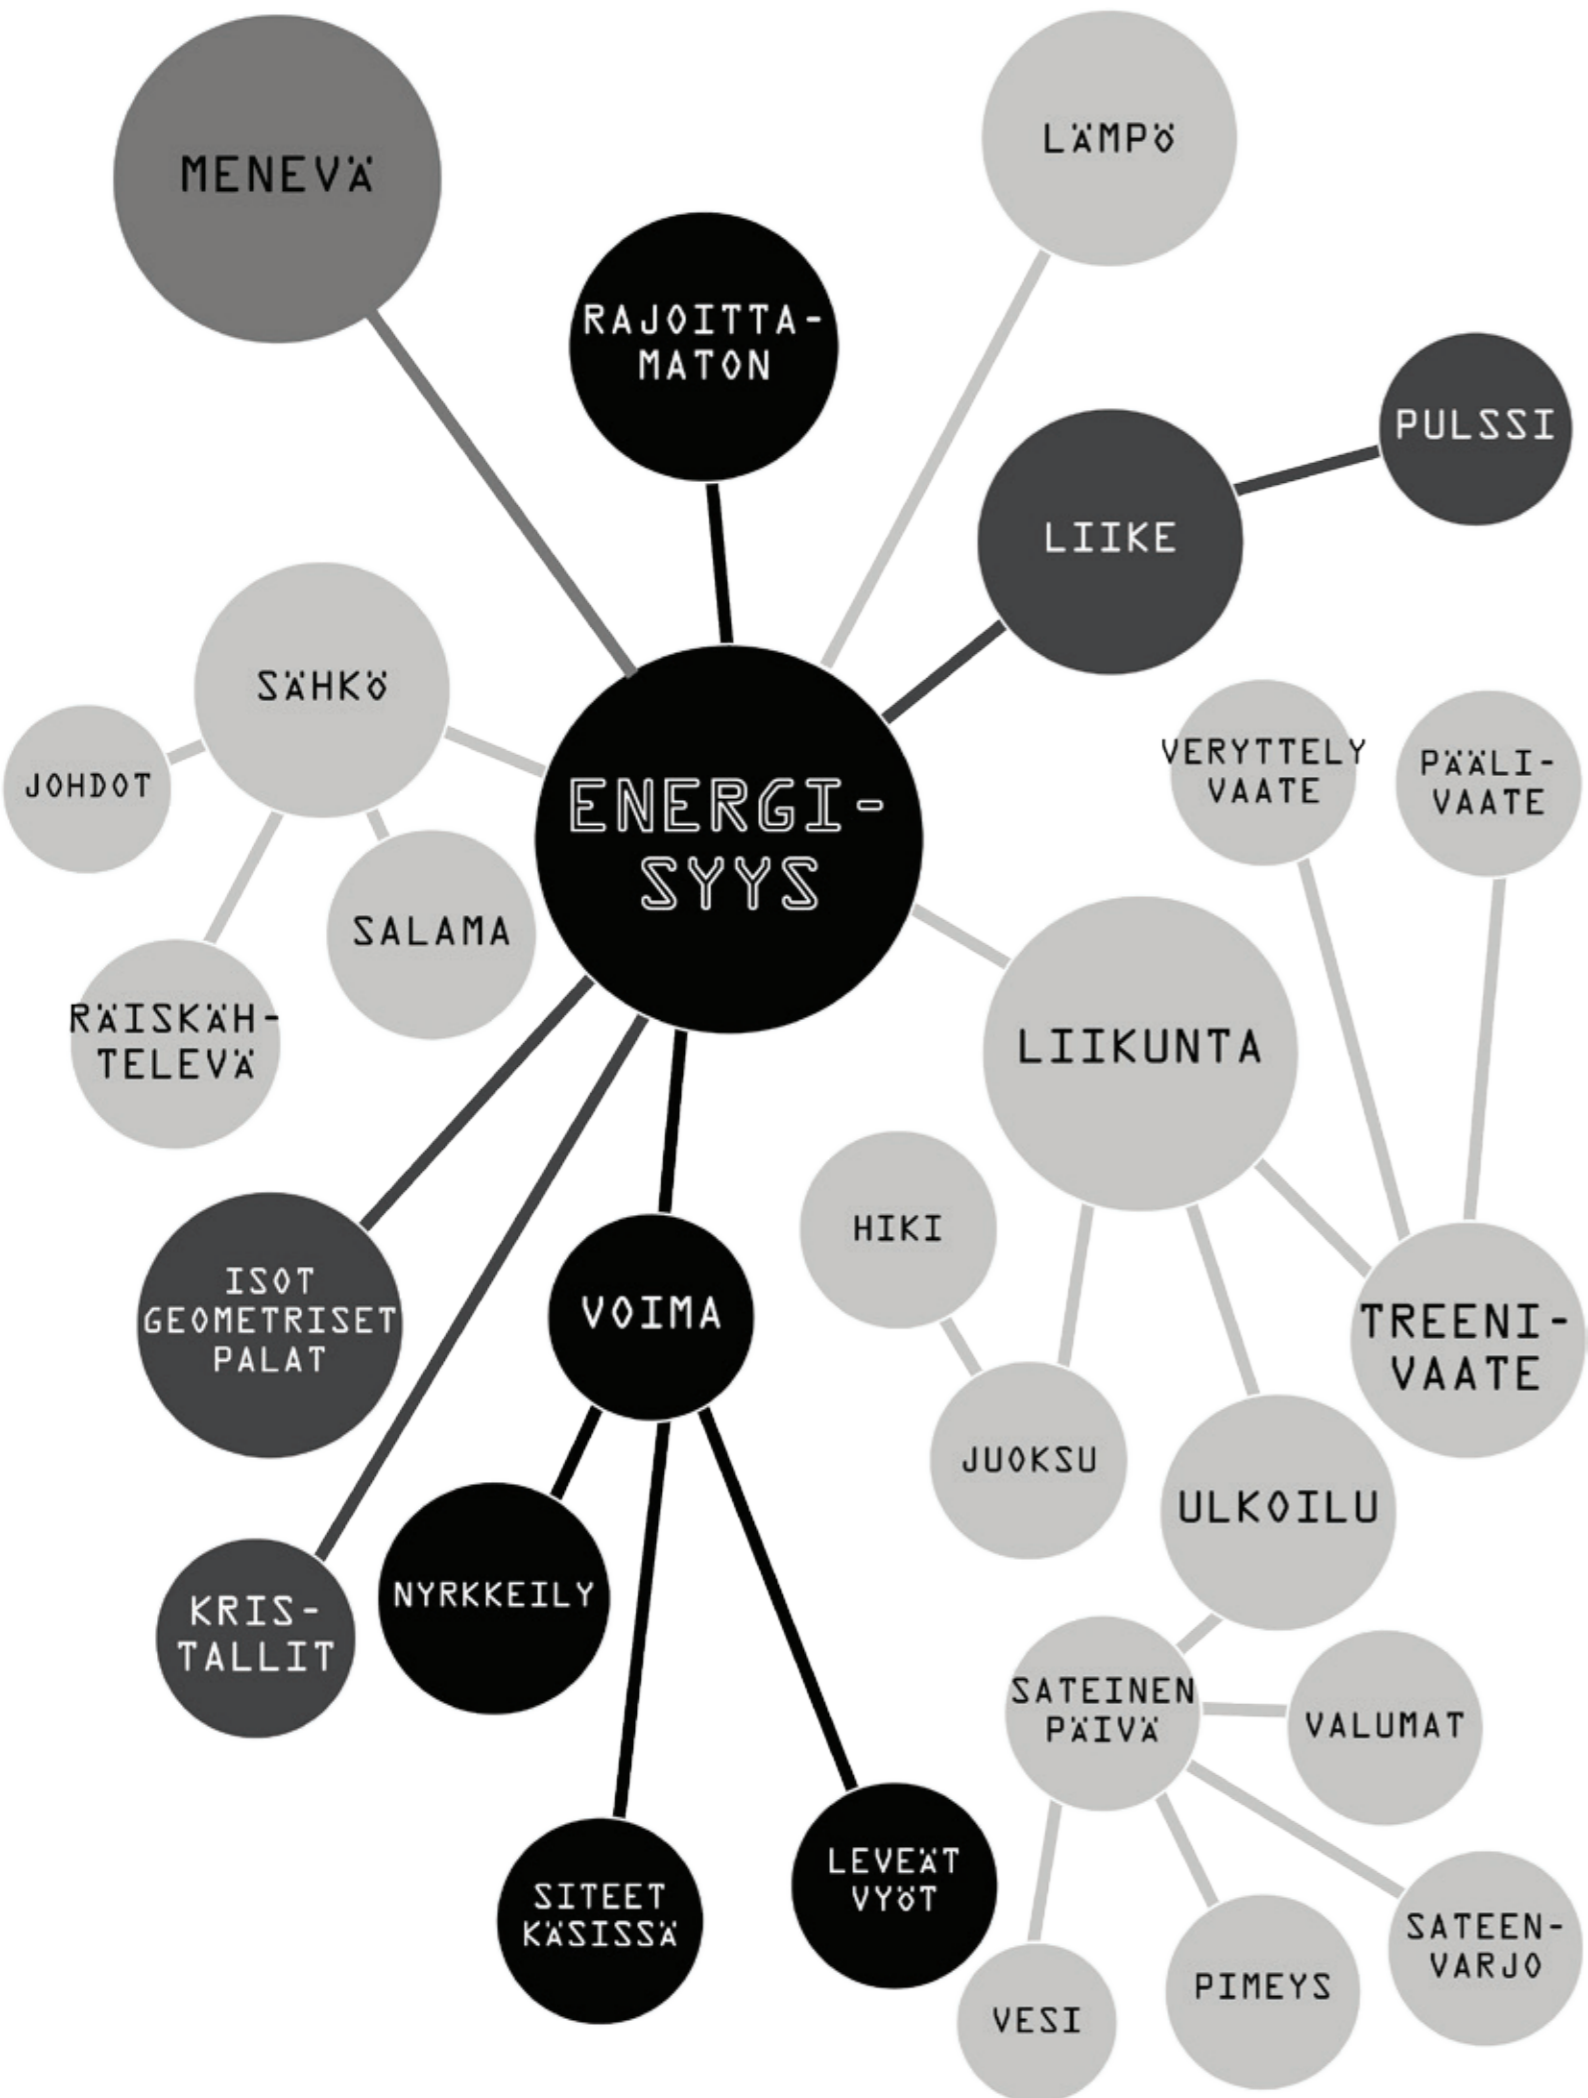 MENEVÄ
LÄMPÖ
RAJOITTA-
MATON
PULSSI
LIIKE
SÄHKÖ
JOHDOT
ENERGI-
SYYS
VERYTTELY
VAATE
PÄÄLI-
VAATE
SALAMA
RÄISKÄH-
TELEVÄ
LIIKUNTA
HIKI
ISOT
GEOMETRISET
PALAT
VOIMA
TREENI-
VAATE
JUOKSU
ULKOILU
NYRKKEILY
KRIS-
TALLIT
SATEINEN
PÄIVÄ
VALUMAT
LEVEÄT
VYÖT
SITEET
KÄSISSÄ
SATEEN-
VARJO
PIMEYS
VESI